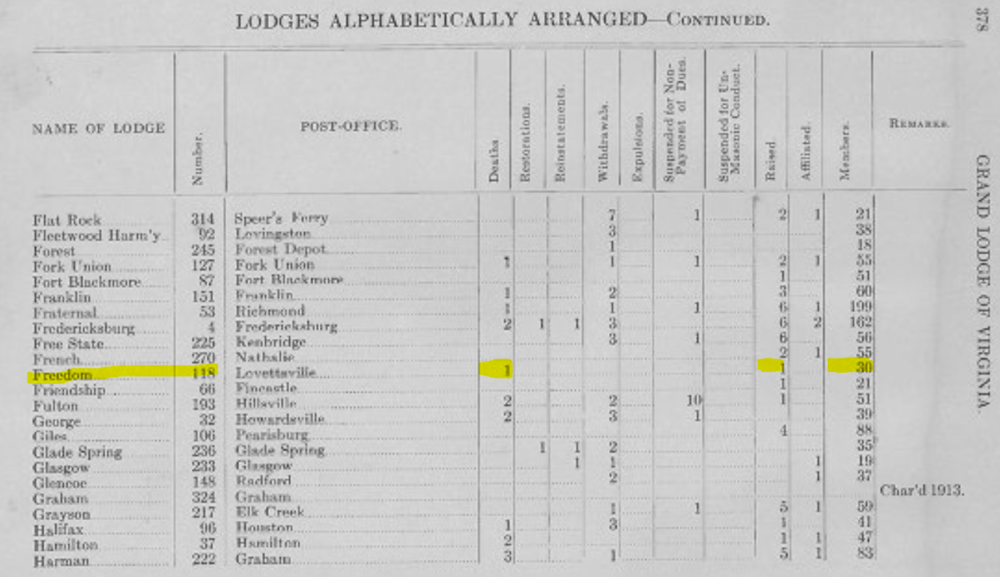 LODGES ALPHABETICALLY ARRANGED—CONTINUED.
378
GRAND LODGE OF VIRGINIA.
NAME OF LODGE Number. POST-OFFICE. Deaths Restorations. Reinstatements. Withdrawals. Expulsions. Suspended for Non-Payment of Dues. Suspended for Un-Masonic Conduct. Raised Affiliated. Members. REMARKS.
Flat Rock 314 Speer's Ferry 7 1 2 1 21
Fleetwood Harm'y 92 Lovingston 3 38
Forest 245 Forest Depot 1 18
Fork Union 127 Fork Union 1 1 1 2 1 55
Fort Blackmore 87 Fort Blackmore 1 51
Franklin 151 Franklin 1 2 3 60
Fraternal 53 Richmond 1 1 1 6 1 199
Fredericksburg 4 Fredericksburg 2 1 1 3 6 2 162
Free State 225 Kenbridge 3 1 6 56
French 270 Nathalie 2 1 55
Freedom 118 Lovettsville 1 1 30
Friendship 66 Fincastle 1 21
Fulton 193 Hillsville 2 2 10 1 51
George 32 Howardsville 2 3 1 39
Giles 106 Pearisburg 4 88
Glade Spring 236 Glade Spring 1 1 2 35
Glasgow 233 Glasgow 1 1 1 19
Glencoe 148 Radford 2 1 37
Graham 324 Graham Char'd 1913.
Grayson 217 Elk Creek 1 1 5 1 59
Halifax 96 Houston 1 3 1 41
Hamilton 37 Hamilton 2 1 1 47
Harman 222 Graham 3 1 5 1 83